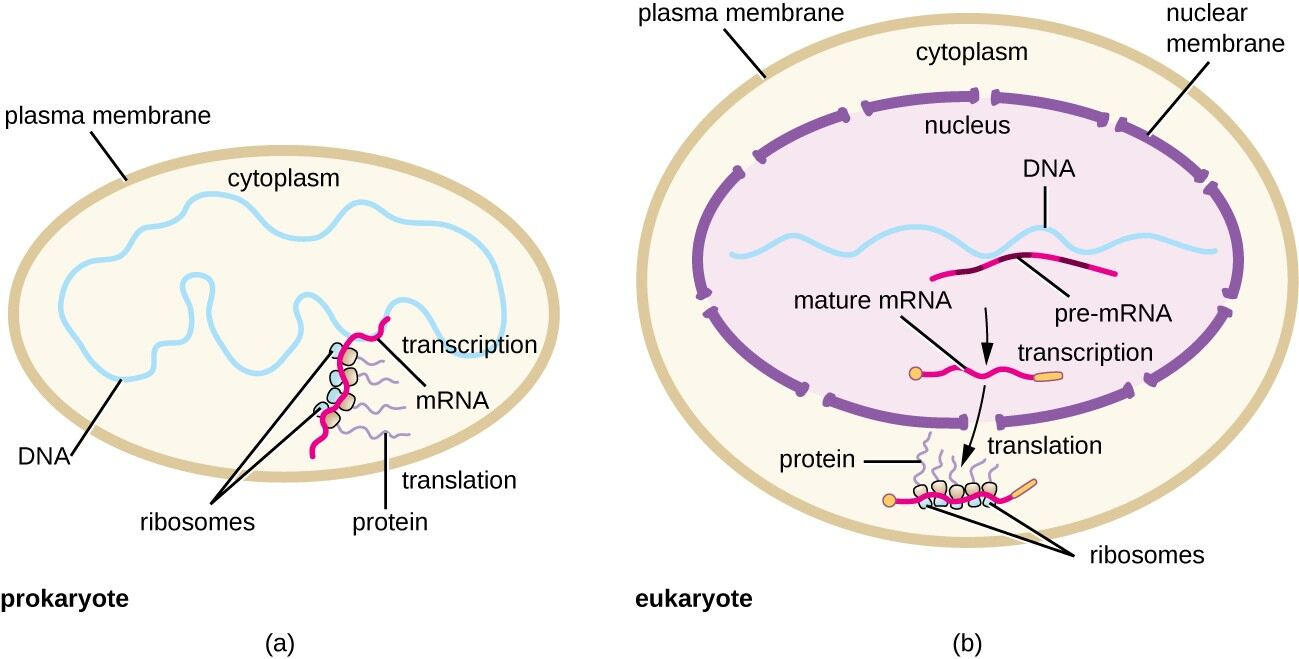 plasma membrane
cytoplasm
transcription
mRNA
DNA
translation
ribosomes
protein
prokaryote
(a)
plasma membrane
nuclear
membrane
cytoplasm
nucleus
DNA
mature mRNA
pre-mRNA
transcription
translation
protein
ribosomes
eukaryote
(b)